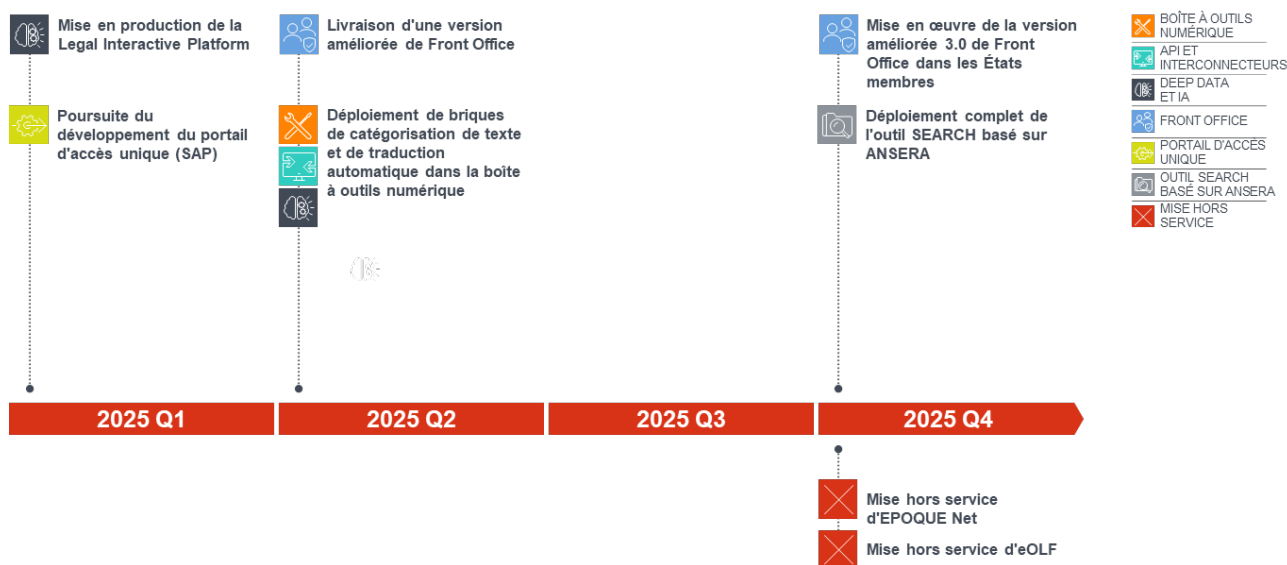 Mise en production de la
Legal Interactive Platform
Poursuite du
développement du portail
d'accès unique (SAP)
Livraison d'une version
améliorée de Front Office
Déploiement de briques
de catégorisation de texte
et de traduction
automatique dans la boîte
à outils numérique
Mise en œuvre de la version
améliorée 3.0 de Front
Office dans les États
membres
Déploiement complet de
l'outil SEARCH basé sur
ANSERA
BOÎTE À OUTILS
NUMÉRIQUE
API ET
INTERCONNECTEURS
DEEP DATA
ET IA
FRONT OFFICE
PORTAIL D'ACCÈS
UNIQUE
OUTIL SEARCH
BASÉ SUR ANSERA
MISE HORS
SERVICE
2025 Q1
2025 Q2
2025 Q3
2025 Q4
Mise hors service
d'EPOQUE Net
Mise hors service d'eOLF